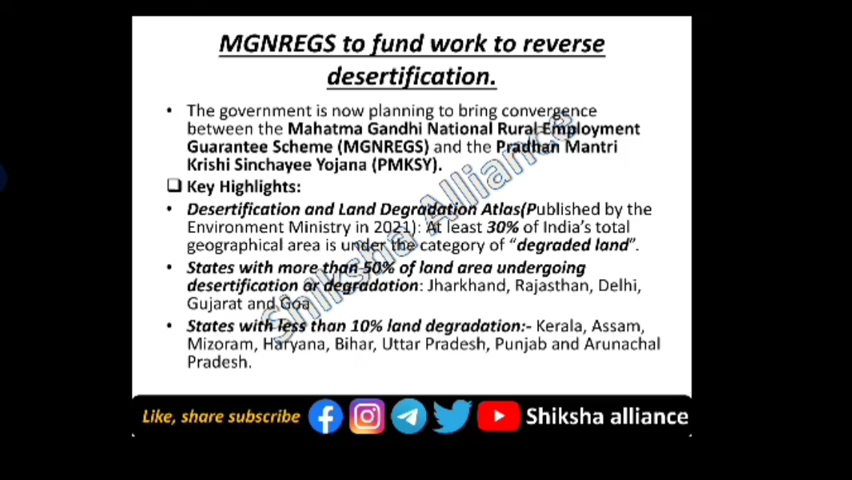 MGNREGS to fund work to reverse
desertification.
• The government is now planning to bring convergence
between the Mahatma Gandhi National Rural Employment
Guarantee Scheme (MGNREGS) and the Pradhan Mantri
Krishi Sinchayee Yojana (PMKSY).
❑ Key Highlights:
• Desertification and Land Degradation Atlas(Published by the
Environment Ministry in 2021): At least 30% of India's total
geographical area is under the category of “degraded land”.
• States with more than 50% of land area undergoing
desertification or degradation: Jharkhand, Rajasthan, Delhi,
Gujarat and Goa
• States with less than 10% land degradation:- Kerala, Assam,
Mizoram, Haryana, Bihar, Uttar Pradesh, Punjab and Arunachal
Pradesh.
Shiksha Alliance
Like, share subscribe Shiksha alliance